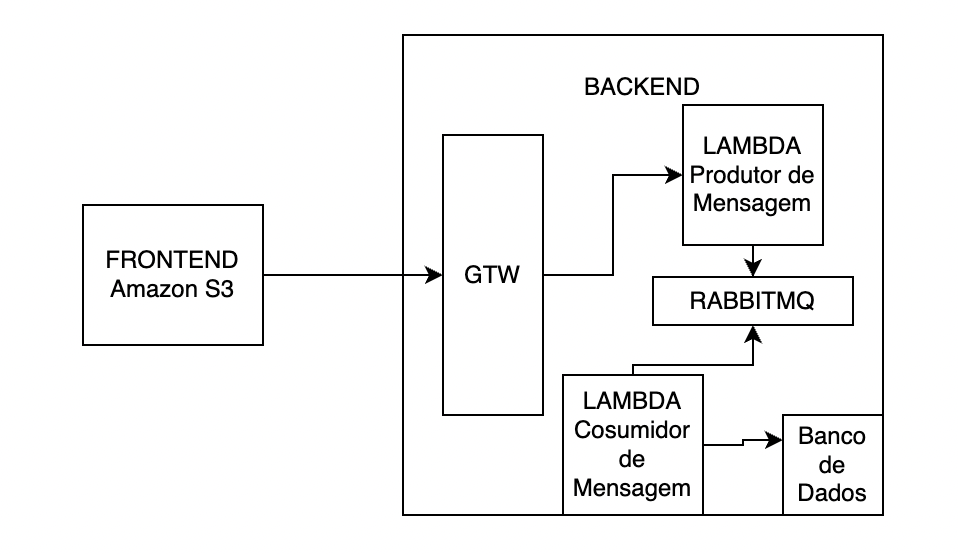 BACKEND
LAMBDA
Produtor de
Mensagem
FRONTEND
Amazon S3
GTW
RABBITMQ
LAMBDA
Cosumidor
de
Mensagem
Banco
de
Dados